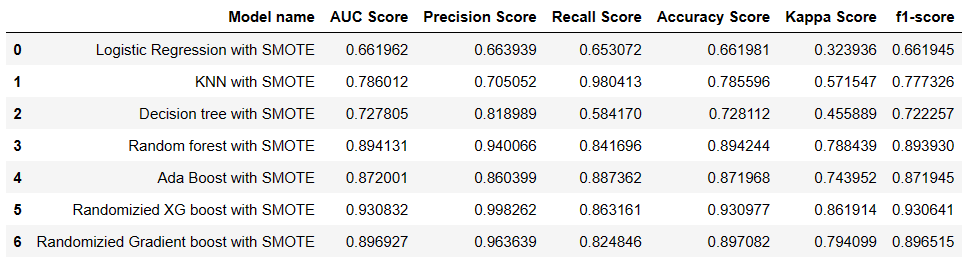 Model name AUC Score Precision Score Recall Score Accuracy Score Kappa Score f1-score
0 Logistic Regression with SMOTE 0.661962 0.663939 0.653072 0.661981 0.323936 0.661945
1 KNN with SMOTE 0.786012 0.705052 0.980413 0.785596 0.571547 0.777326
2 Decision tree with SMOTE 0.727805 0.818989 0.584170 0.728112 0.455889 0.722257
3 Random forest with SMOTE 0.894131 0.940066 0.841696 0.894244 0.788439 0.893930
4 Ada Boost with SMOTE 0.872001 0.860399 0.887362 0.871968 0.743952 0.871945
5 Randomizied XG boost with SMOTE 0.930832 0.998262 0.863161 0.930977 0.861914 0.930641
6 Randomizied Gradient boost with SMOTE 0.896927 0.963639 0.824846 0.897082 0.794099 0.896515